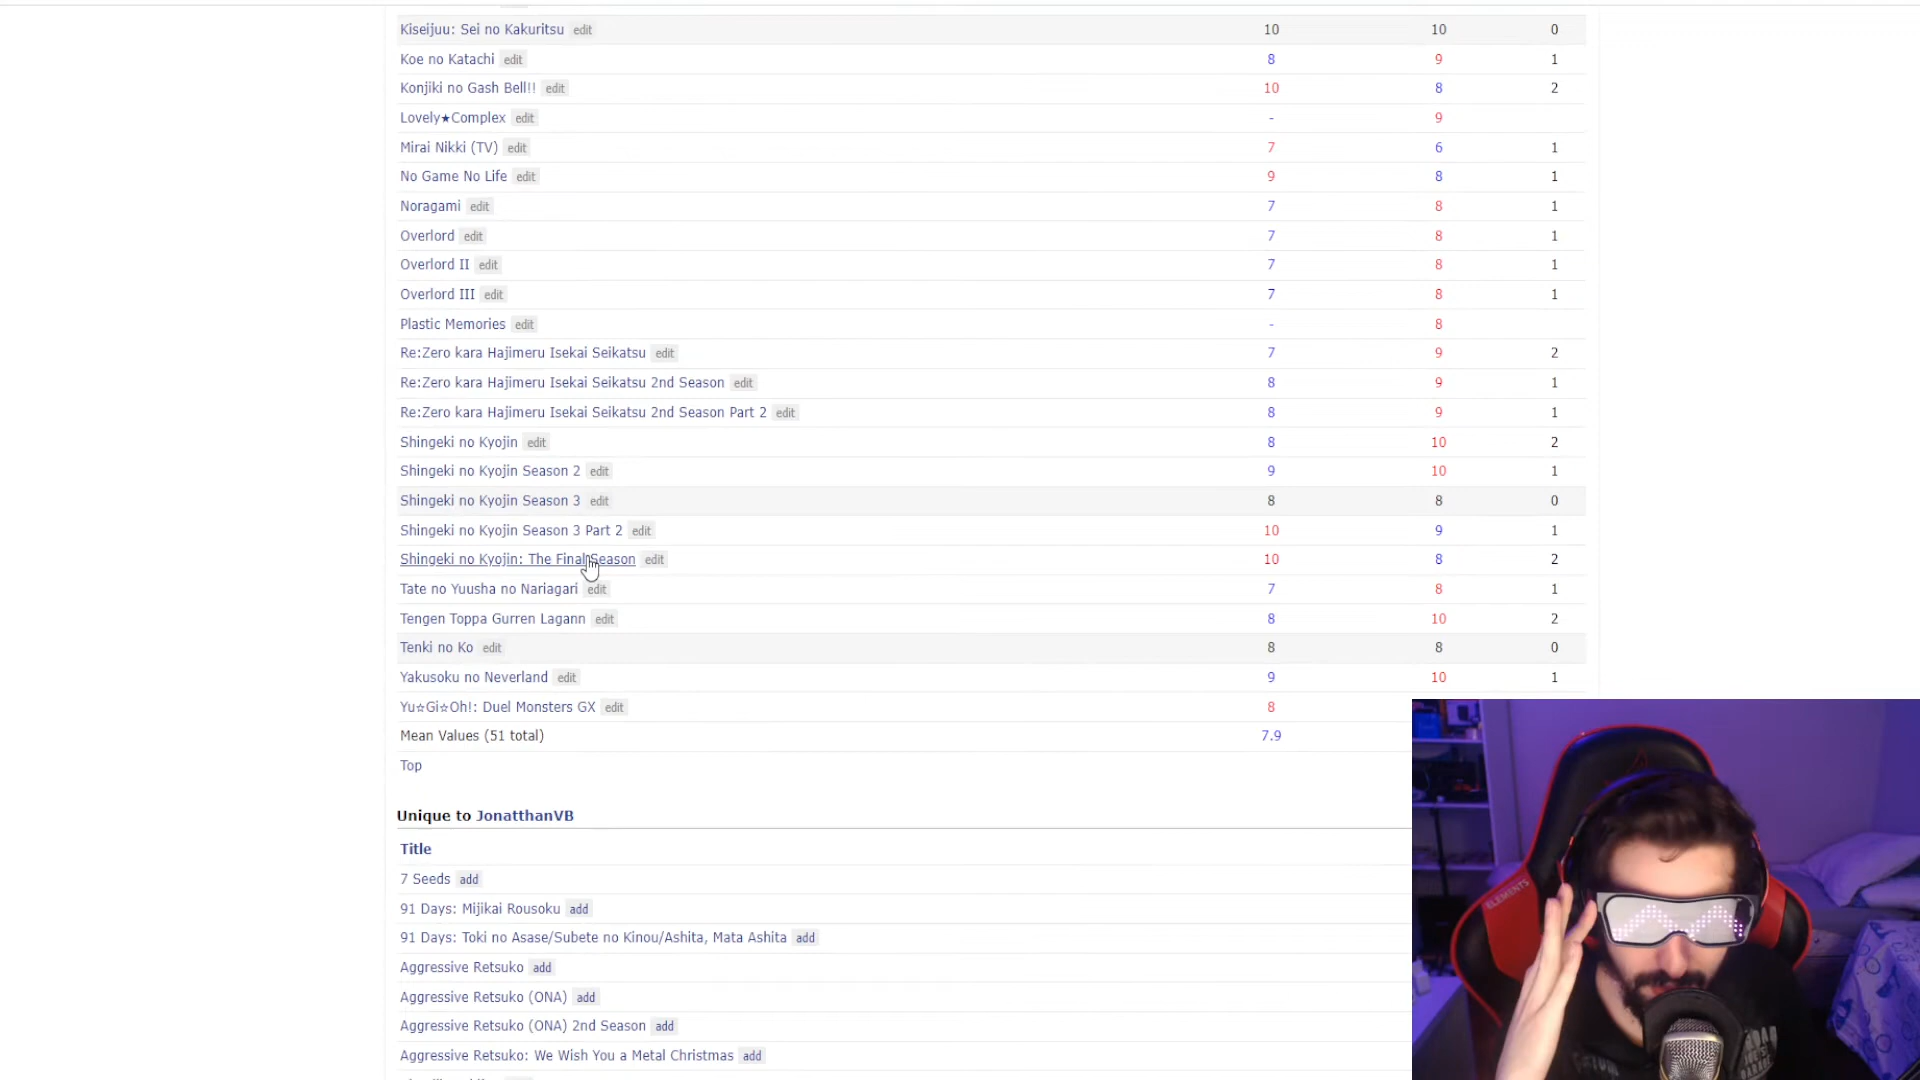 Kiseijuu: Sei no Kakuritsu edit 10 10 0
Koe no Katachi edit 8 9 1
Konjiki no Gash Bell!! edit 10 8 2
Lovely★Complex edit - 9
Mirai Nikki (TV) edit 7 6 1
No Game No Life edit 9 8 1
Noragami edit 7 8 1
Overlord edit 7 8 1
Overlord II edit 7 8 1
Overlord III edit 7 8 1
Plastic Memories edit - 8
Re:Zero kara Hajimeru Isekai Seikatsu edit 7 9 2
Re:Zero kara Hajimeru Isekai Seikatsu 2nd Season edit 8 9 1
Re:Zero kara Hajimeru Isekai Seikatsu 2nd Season Part 2 edit 8 9 1
Shingeki no Kyojin edit 8 10 2
Shingeki no Kyojin Season 2 edit 9 10 1
Shingeki no Kyojin Season 3 edit 8 8 0
Shingeki no Kyojin Season 3 Part 2 edit 10 9 1
Shingeki no Kyojin: The Final Season edit 10 8 2
Tate no Yuusha no Nariagari edit 7 8 1
Tengen Toppa Gurren Lagann edit 8 10 2
Tenki no Ko edit 8 8 0
Yakusoku no Neverland edit 9 10 1
Yu☆Gi☆Oh!: Duel Monsters GX edit 8
Mean Values (51 total) 7.9
Top
Unique to JonatthanVB
Title
7 Seeds add
91 Days: Mijikai Rousoku add
91 Days: Toki no Asase/Subete no Kinou/Ashita, Mata Ashita add
Aggressive Retsuko add
Aggressive Retsuko (ONA) add
Aggressive Retsuko (ONA) 2nd Season add
Aggressive Retsuko: We Wish You a Metal Christmas add
ELEMENTS